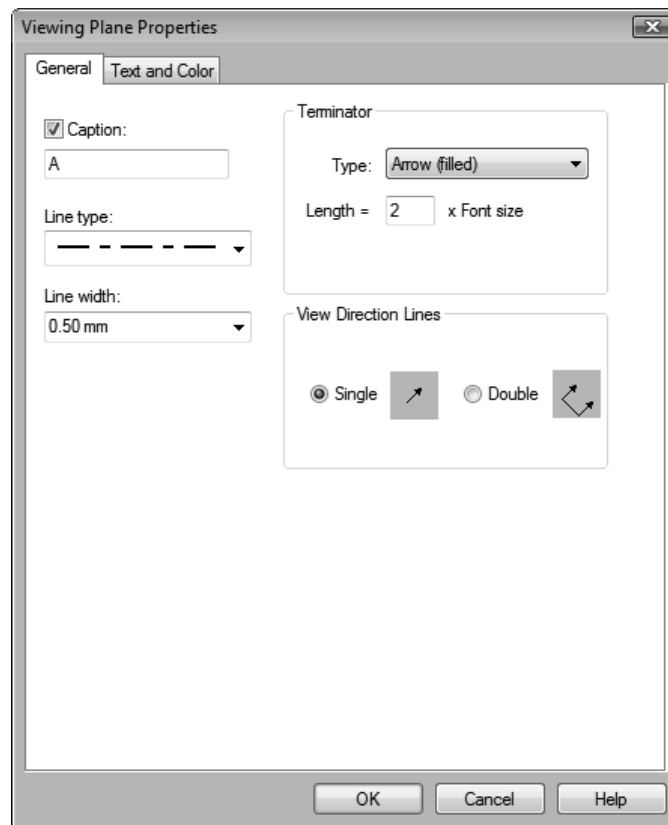 Viewing Plane Properties
General Text and Color
Caption:
A
Line type:
Line width:
0.50 mm
Terminator
Type: Arrow (filled)
Length = 2 x Font size
View Direction Lines
Single Double
OK Cancel Help